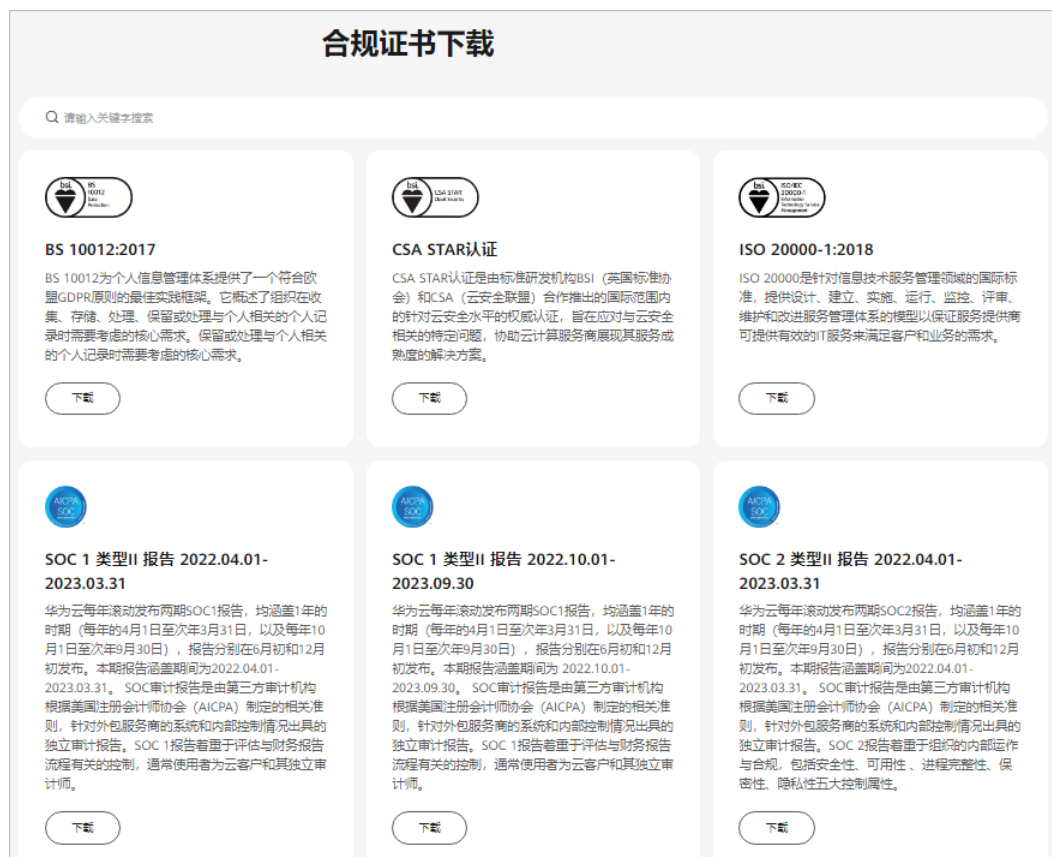 合规证书下载
请输入关键字搜索
bsi.
BS
10012
Data
Protection
BS 10012:2017
BS 10012为个人信息管理体系提供了一个符合欧
盟GDPR原则的最佳实践框架。它概述了组织在收
集、存储、处理、保留或处理与个人相关的个人记
录时需要考虑的核心需求。保留或处理与个人相关
的个人记录时需要考虑的核心需求。
下载
bsi.
CSA STAR
Cloud Security
CSA STAR认证
CSA STAR认证是由标准研发机构BSI（英国标准协
会）和CSA（云安全联盟）合作推出的国际范围内
的针对云安全水平的权威认证，旨在应对与云安全
相关的特定问题，协助云计算服务商展现其服务成
熟度的解决方案。
下载
bsi.
ISO/IEC
20000-1
Information
Technology Service
Management
ISO 20000-1:2018
ISO 20000是针对信息技术服务管理领域的国际标
准，提供设计、建立、实施、运行、监控、评审、
维护和改进服务管理体系的模型以保证服务提供商
可提供有效的IT服务来满足客户和业务的需求。
下载
AICPA
SOC
SOC 1 类型II 报告 2022.04.01-
2023.03.31
华为云每年滚动发布两期SOC1报告，均涵盖1年的
时期（每年的4月1日至次年3月31日，以及每年10
月1日至次年9月30日），报告分别在6月初和12月
初发布。本期报告涵盖期间为2022.04.01-
2023.03.31。 SOC审计报告是由第三方审计机构
根据美国注册会计师协会（AICPA）制定的相关准
则，针对外包服务商的系统和内部控制情况出具的
独立审计报告。SOC 1报告着重于评估与财务报告
流程有关的控制，通常使用者为云客户和其独立审
计师。
下载
AICPA
SOC
SOC 1 类型II 报告 2022.10.01-
2023.09.30
华为云每年滚动发布两期SOC1报告，均涵盖1年的
时期（每年的4月1日至次年3月31日，以及每年10
月1日至次年9月30日），报告分别在6月初和12月
初发布。本期报告涵盖期间为 2022.10.01-
2023.09.30。 SOC审计报告是由第三方审计机构
根据美国注册会计师协会（AICPA）制定的相关准
则，针对外包服务商的系统和内部控制情况出具的
独立审计报告。SOC 1报告着重于评估与财务报告
流程有关的控制，通常使用者为云客户和其独立审
计师。
下载
AICPA
SOC
SOC 2 类型II 报告 2022.04.01-
2023.03.31
华为云每年滚动发布两期SOC2报告，均涵盖1年的
时期（每年的4月1日至次年3月31日，以及每年10
月1日至次年9月30日），报告分别在6月初和12月
初发布。本期报告涵盖期间为2022.04.01-
2023.03.31。 SOC审计报告是由第三方审计机构
根据美国注册会计师协会（AICPA）制定的相关准
则，针对外包服务商的系统和内部控制情况出具的
独立审计报告。SOC 2报告着重于组织的内部运作
与合规，包括安全性、可用性 、进程完整性、保
密性、隐私性五大控制属性。
下载